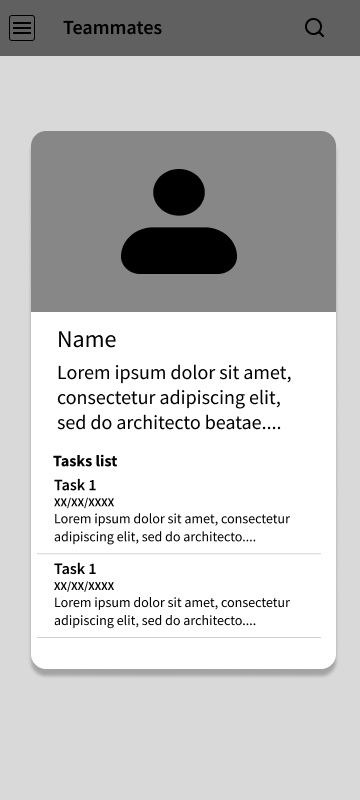 Teammates
Name
Lorem ipsum dolor sit amet,
consectetur adipiscing elit,
sed do architecto beatae....
Tasks list
Task 1
XX/XX/XXXX
Lorem ipsum dolor sit amet, consectetur
adipiscing elit, sed do architecto....
Task 1
XX/XX/XXXX
Lorem ipsum dolor sit amet, consectetur
adipiscing elit, sed do architecto....